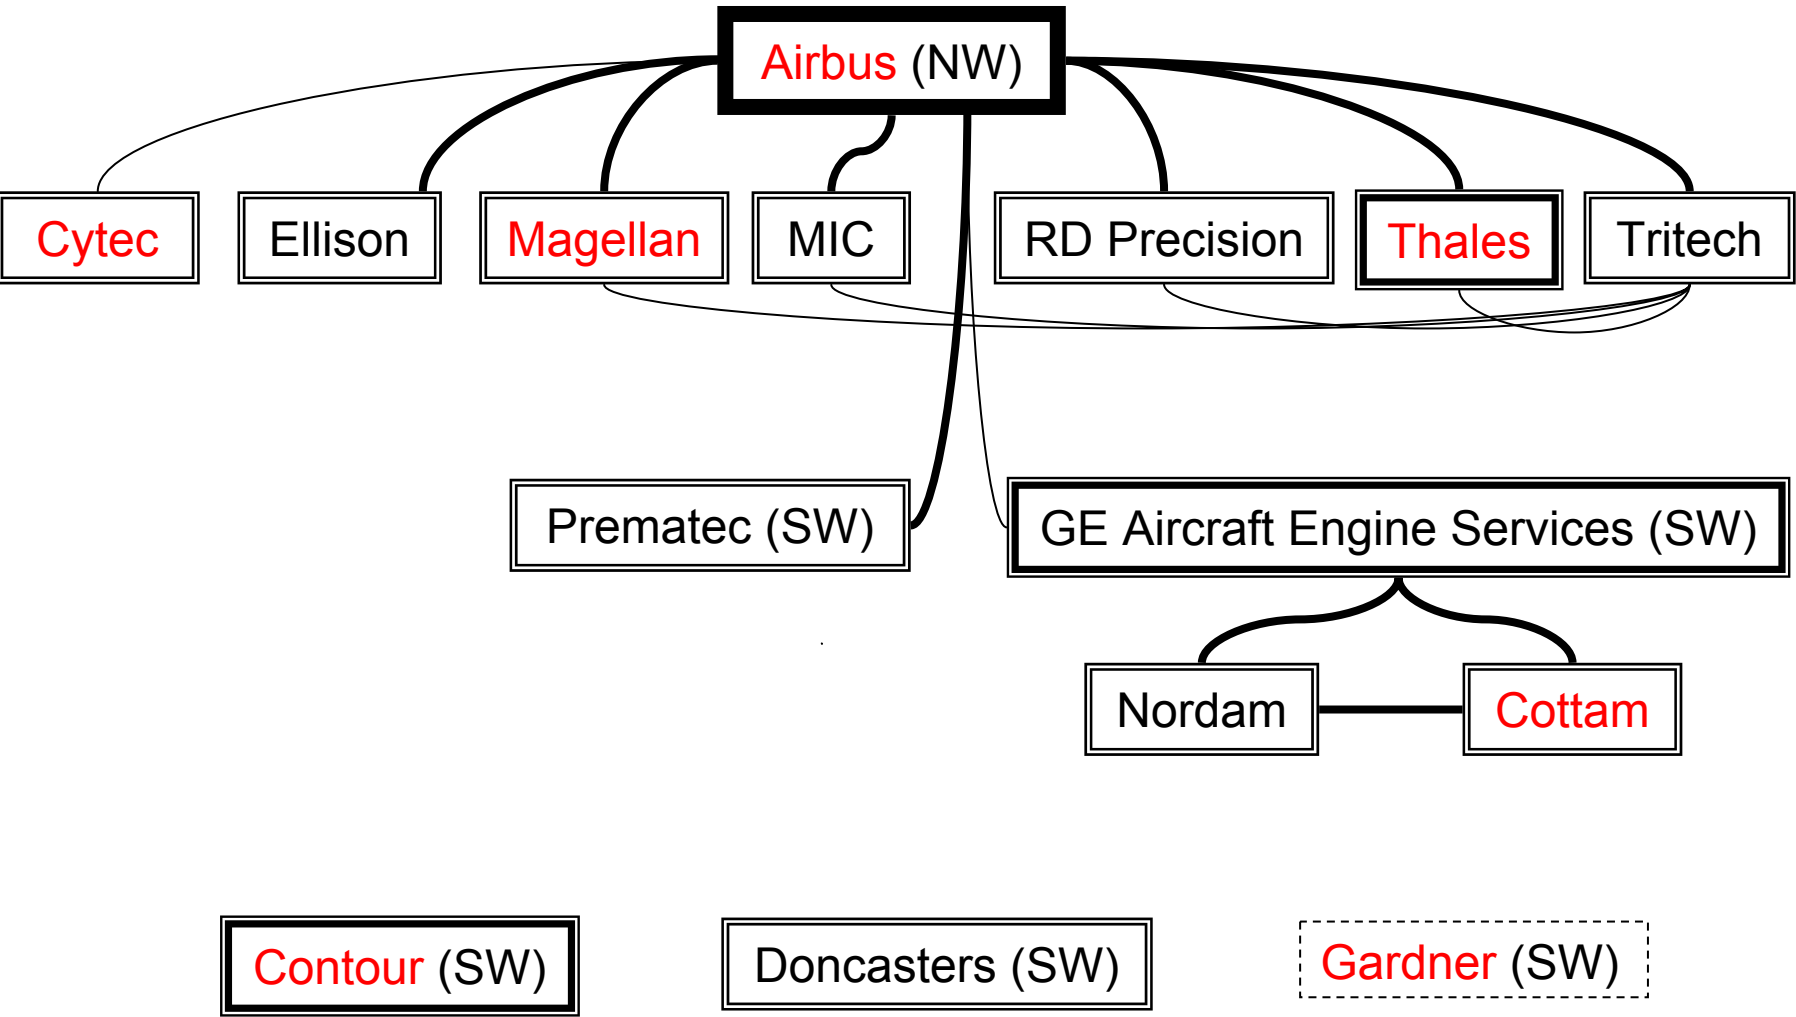 Airbus (NW)
Cytec
Ellison
Magellan
MIC
RD Precision
Thales
Tritech
Prematec (SW)
GE Aircraft Engine Services (SW)
Nordam
Cottam
Contour (SW)
Doncasters (SW)
Gardner (SW)